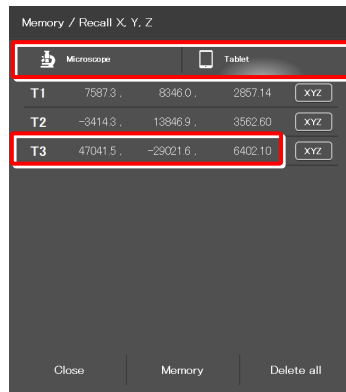 Memory / Recall X, Y, Z
Microscope Tablet
T1 7587.3 , 8346.0 , 2857.14 XYZ
T2 -3414.3 , 13846.9 , 3562.60 XYZ
T3 47041.5 , -29021.6 , 6402.10 XYZ
Close Memory Delete all